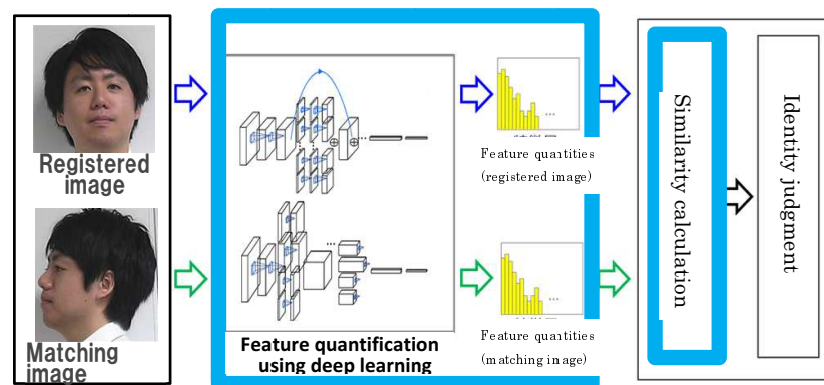 Registered
image
Matching
image
Feature quantification
using deep learning
...
...
...
Feature quantities
(registered image)
...
Feature quantities
(matching image)
Similarity calculation
Identity judgment